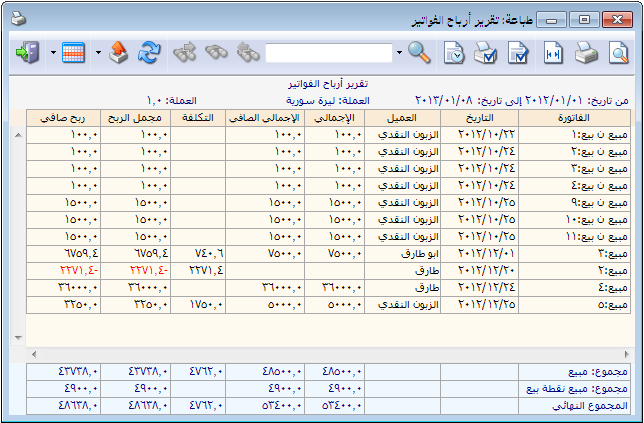 طباعة: تقرير أرباح الفواتير
تقرير أرباح الفواتير
من تاريخ: ٢٠١٢/٠١/٠١ إلى تاريخ: ٢٠١٣/٠١/٠٨ العملة: ليرة سورية العملة: ١,٠
الفاتورة التاريخ العميل الإجمالي الإجمالي الصافي التكلفة مجمل الربح ربح صافي
مبيع ن بيع:١ ٢٠١٢/١٠/٢٢ الزبون النقدي ١٠٠,٠ ١٠٠,٠ ١٠٠,٠ ١٠٠,٠
مبيع ن بيع:٢ ٢٠١٢/١٠/٢٤ الزبون النقدي ١٠٠,٠ ١٠٠,٠ ١٠٠,٠ ١٠٠,٠
مبيع ن بيع:٣ ٢٠١٢/١٠/٢٤ الزبون النقدي ١٠٠,٠ ١٠٠,٠ ١٠٠,٠ ١٠٠,٠
مبيع ن بيع:٤ ٢٠١٢/١٠/٢٤ الزبون النقدي ١٠٠,٠ ١٠٠,٠ ١٠٠,٠ ١٠٠,٠
مبيع ن بيع:٩ ٢٠١٢/١٠/٢٥ الزبون النقدي ١٥٠٠,٠ ١٥٠٠,٠ ١٥٠٠,٠ ١٥٠٠,٠
مبيع ن بيع:١٠ ٢٠١٢/١٠/٢٥ الزبون النقدي ١٥٠٠,٠ ١٥٠٠,٠ ١٥٠٠,٠ ١٥٠٠,٠
مبيع ن بيع:١١ ٢٠١٢/١٠/٢٥ الزبون النقدي ١٥٠٠,٠ ١٥٠٠,٠ ١٥٠٠,٠ ١٥٠٠,٠
مبيع:٣ ٢٠١٢/١٢/٠١ ابو طارق ٧٥٠٠,٠ ٧٥٠٠,٠ ٧٤٠,٦ ٦٧٥٩,٤ ٦٧٥٩,٤
مبيع:٢ ٢٠١٢/١٢/٢٠ طارق ٢٢٧١,٤ ٢٢٧١,٤- ٢٢٧١,٤-
مبيع:٤ ٢٠١٢/١٢/٢٤ طارق ٣٦٠٠٠,٠ ٣٦٠٠٠,٠ ٣٦٠٠٠,٠ ٣٦٠٠٠,٠
مبيع:٥ ٢٠١٢/١٢/٢٥ الزبون النقدي ٥٠٠٠,٠ ٥٠٠٠,٠ ١٧٥٠,٠ ٣٢٥٠,٠ ٣٢٥٠,٠
مجموع: مبيع ٤٨٥٠٠,٠ ٤٨٥٠٠,٠ ٤٧٦٢,٠ ٤٣٧٣٨,٠ ٤٣٧٣٨,٠
مجموع: مبيع نقطة بيع ٤٩٠٠,٠ ٤٩٠٠,٠ ٤٩٠٠,٠ ٤٩٠٠,٠
المجموع النهائي ٥٣٤٠٠,٠ ٥٣٤٠٠,٠ ٤٧٦٢,٠ ٤٨٦٣٨,٠ ٤٨٦٣٨,٠